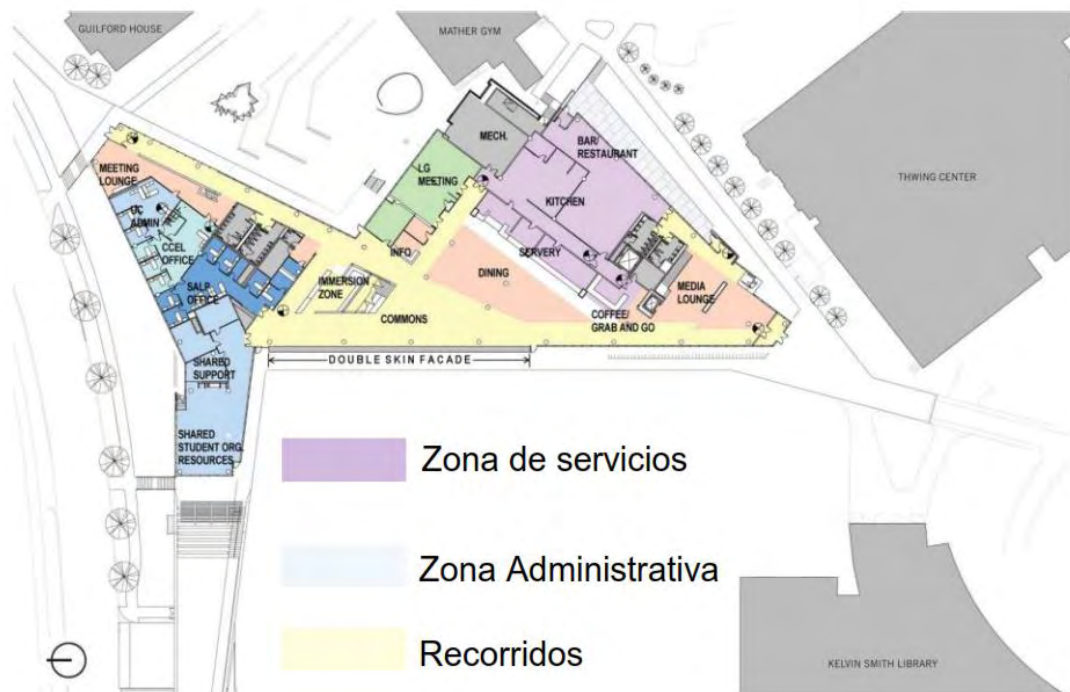 GUILFORD HOUSE
MATHER GYM
THWING CENTER
MECH.
BAR/
RESTAURANT
LG
MEETING
KITCHEN
MEETING
LOUNGE
UC
ADMIN
CCEL
OFFICE
SALP
OFFICE
INFO
SERVERY
IMMERSION
ZONE
DINING
MEDIA
LOUNGE
COMMONS
COFFEE/
GRAB AND GO
DOUBLE SKIN FACADE
SHARED
SUPPORT
SHARED
STUDENT ORG.
RESOURCES
Zona de servicios
Zona Administrativa
Recorridos
KELVIN SMITH LIBRARY